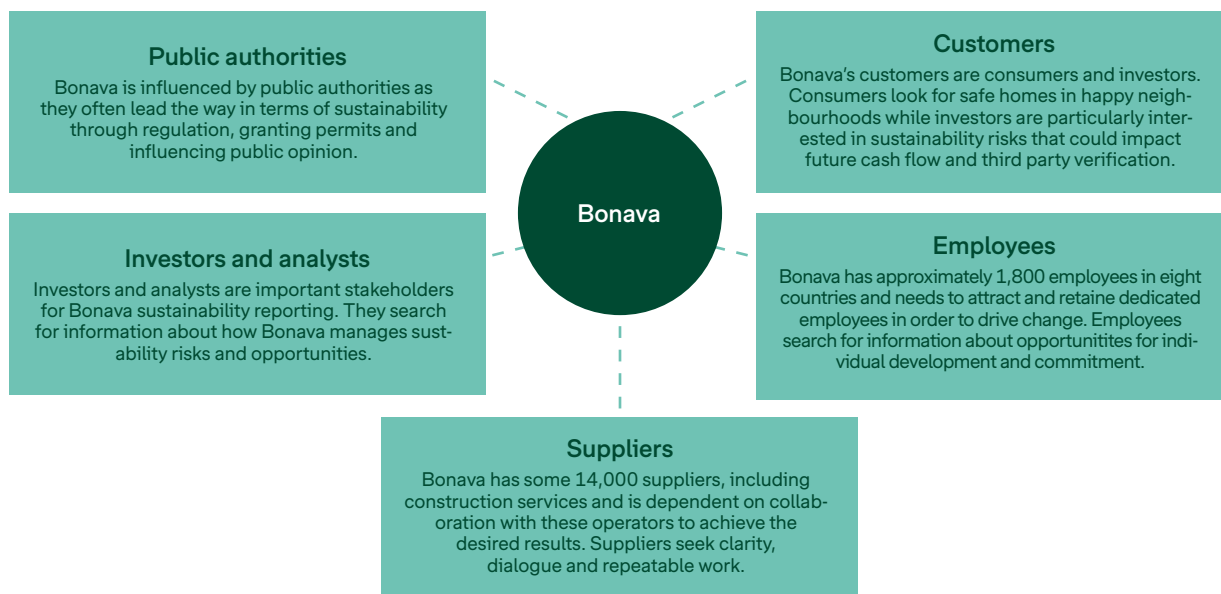 Public authorities
Bonava is influenced by public authorities as
they often lead the way in terms of sustainability
through regulation, granting permits and
influencing public opinion.
Customers
Bonava's customers are consumers and investors.
Consumers look for safe homes in happy neigh-
bourhoods while investors are particularly inter-
ested in sustainability risks that could impact
future cash flow and third party verification.
Bonava
Investors and analysts
Investors and analysts are important stakeholders
for Bonava sustainability reporting. They search
for information about how Bonava manages sust-
ability risks and opportunities.
Employees
Bonava has approximately 1,800 employees in eight
countries and needs to attract and retaine dedicated
employees in order to drive change. Employees
search for information about opportunitites for indi-
vidual development and commitment.
Suppliers
Bonava has some 14,000 suppliers, including
construction services and is dependent on collab-
oration with these operators to achieve the
desired results. Suppliers seek clarity,
dialogue and repeatable work.